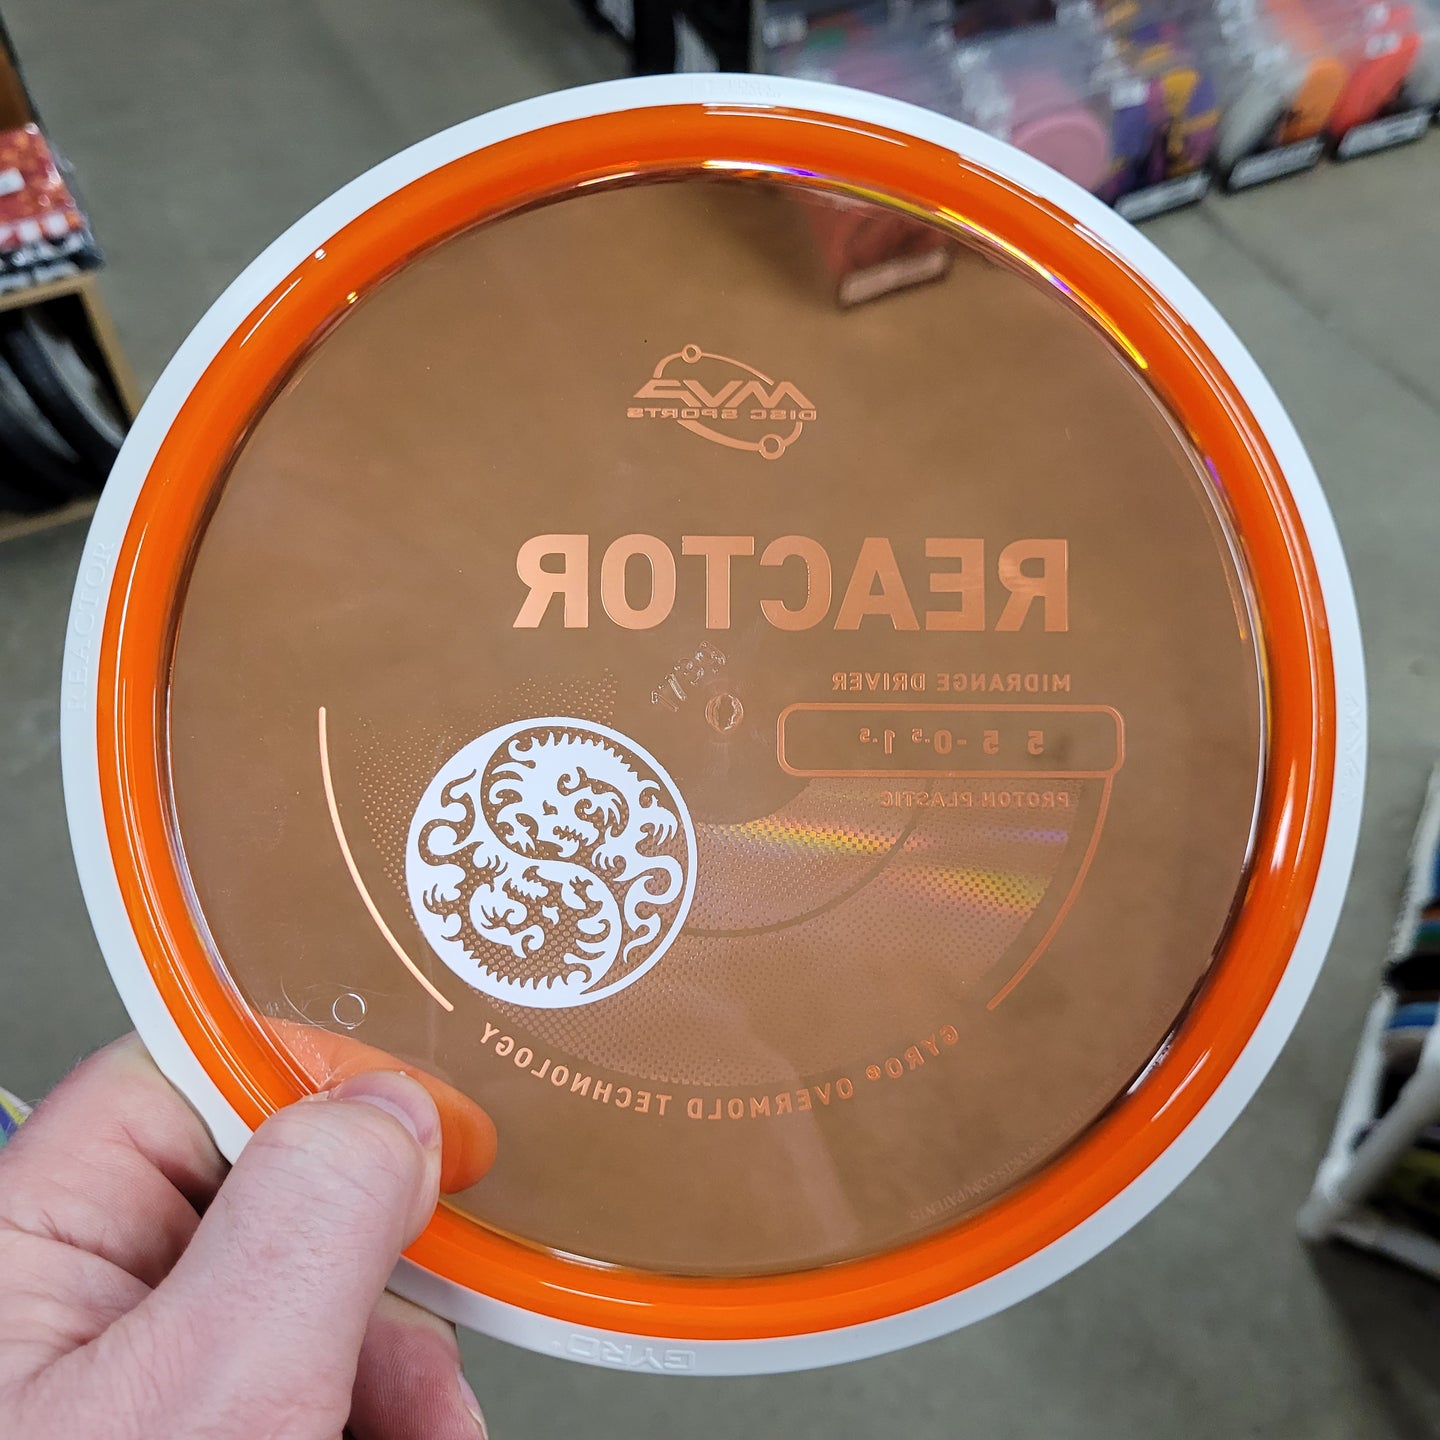 MVP
DISC SPORTS
REACTOR
MIDRANGE DRIVER
5 5 -0.5 1.5
PROTON PLASTIC
GYRO® OVERMOLD TECHNOLOGY
REACTOR
GYRO